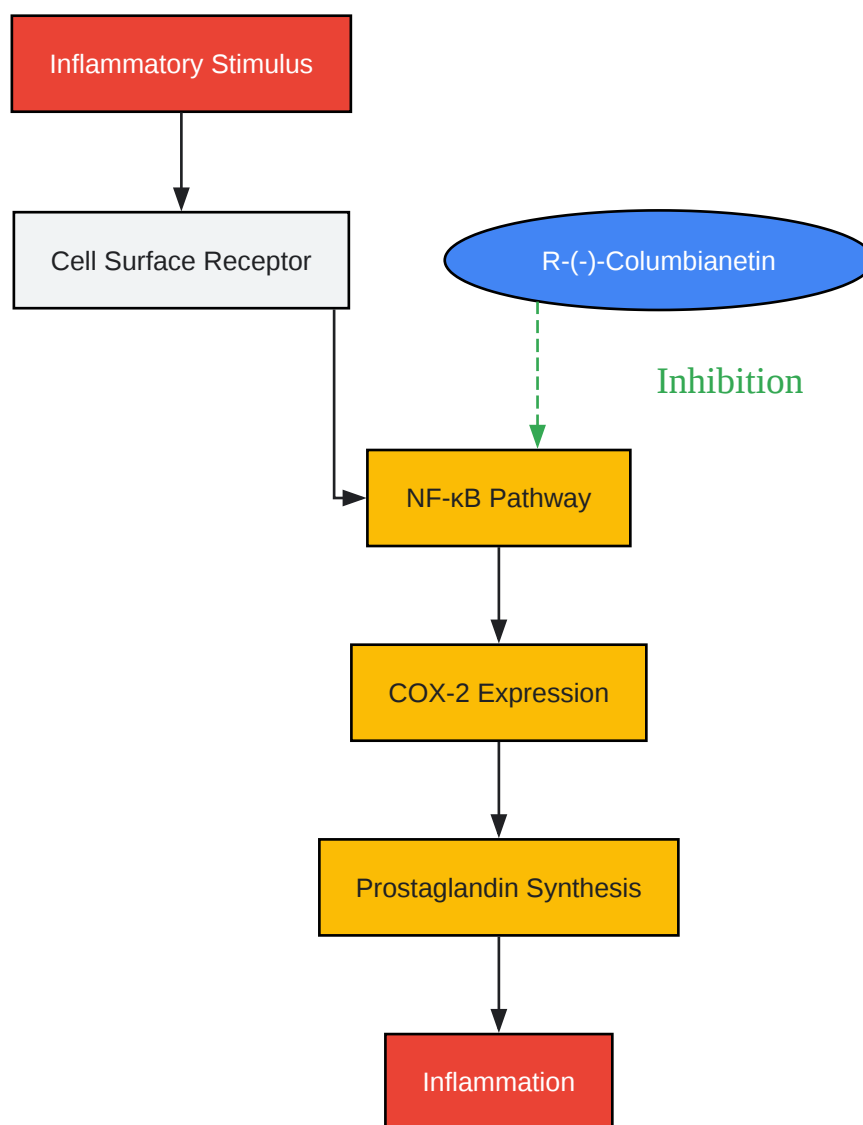 Inflammatory Stimulus
Cell Surface Receptor
R-(-)-Columbianetin
Inhibition
NF-κB Pathway
COX-2 Expression
Prostaglandin Synthesis
Inflammation